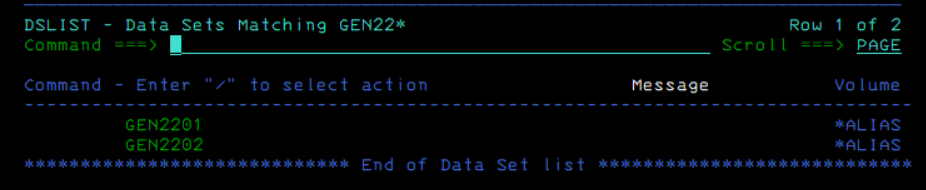 DSLIST - Data Sets Matching GEN22* Row 1 of 2
Command ===> Scroll ===> PAGE
Command - Enter "/" to select action Message Volume
-------------------------------------------------------------------------------
GEN2201 *ALIAS
GEN2202 *ALIAS
***************************** End of Data Set list ****************************